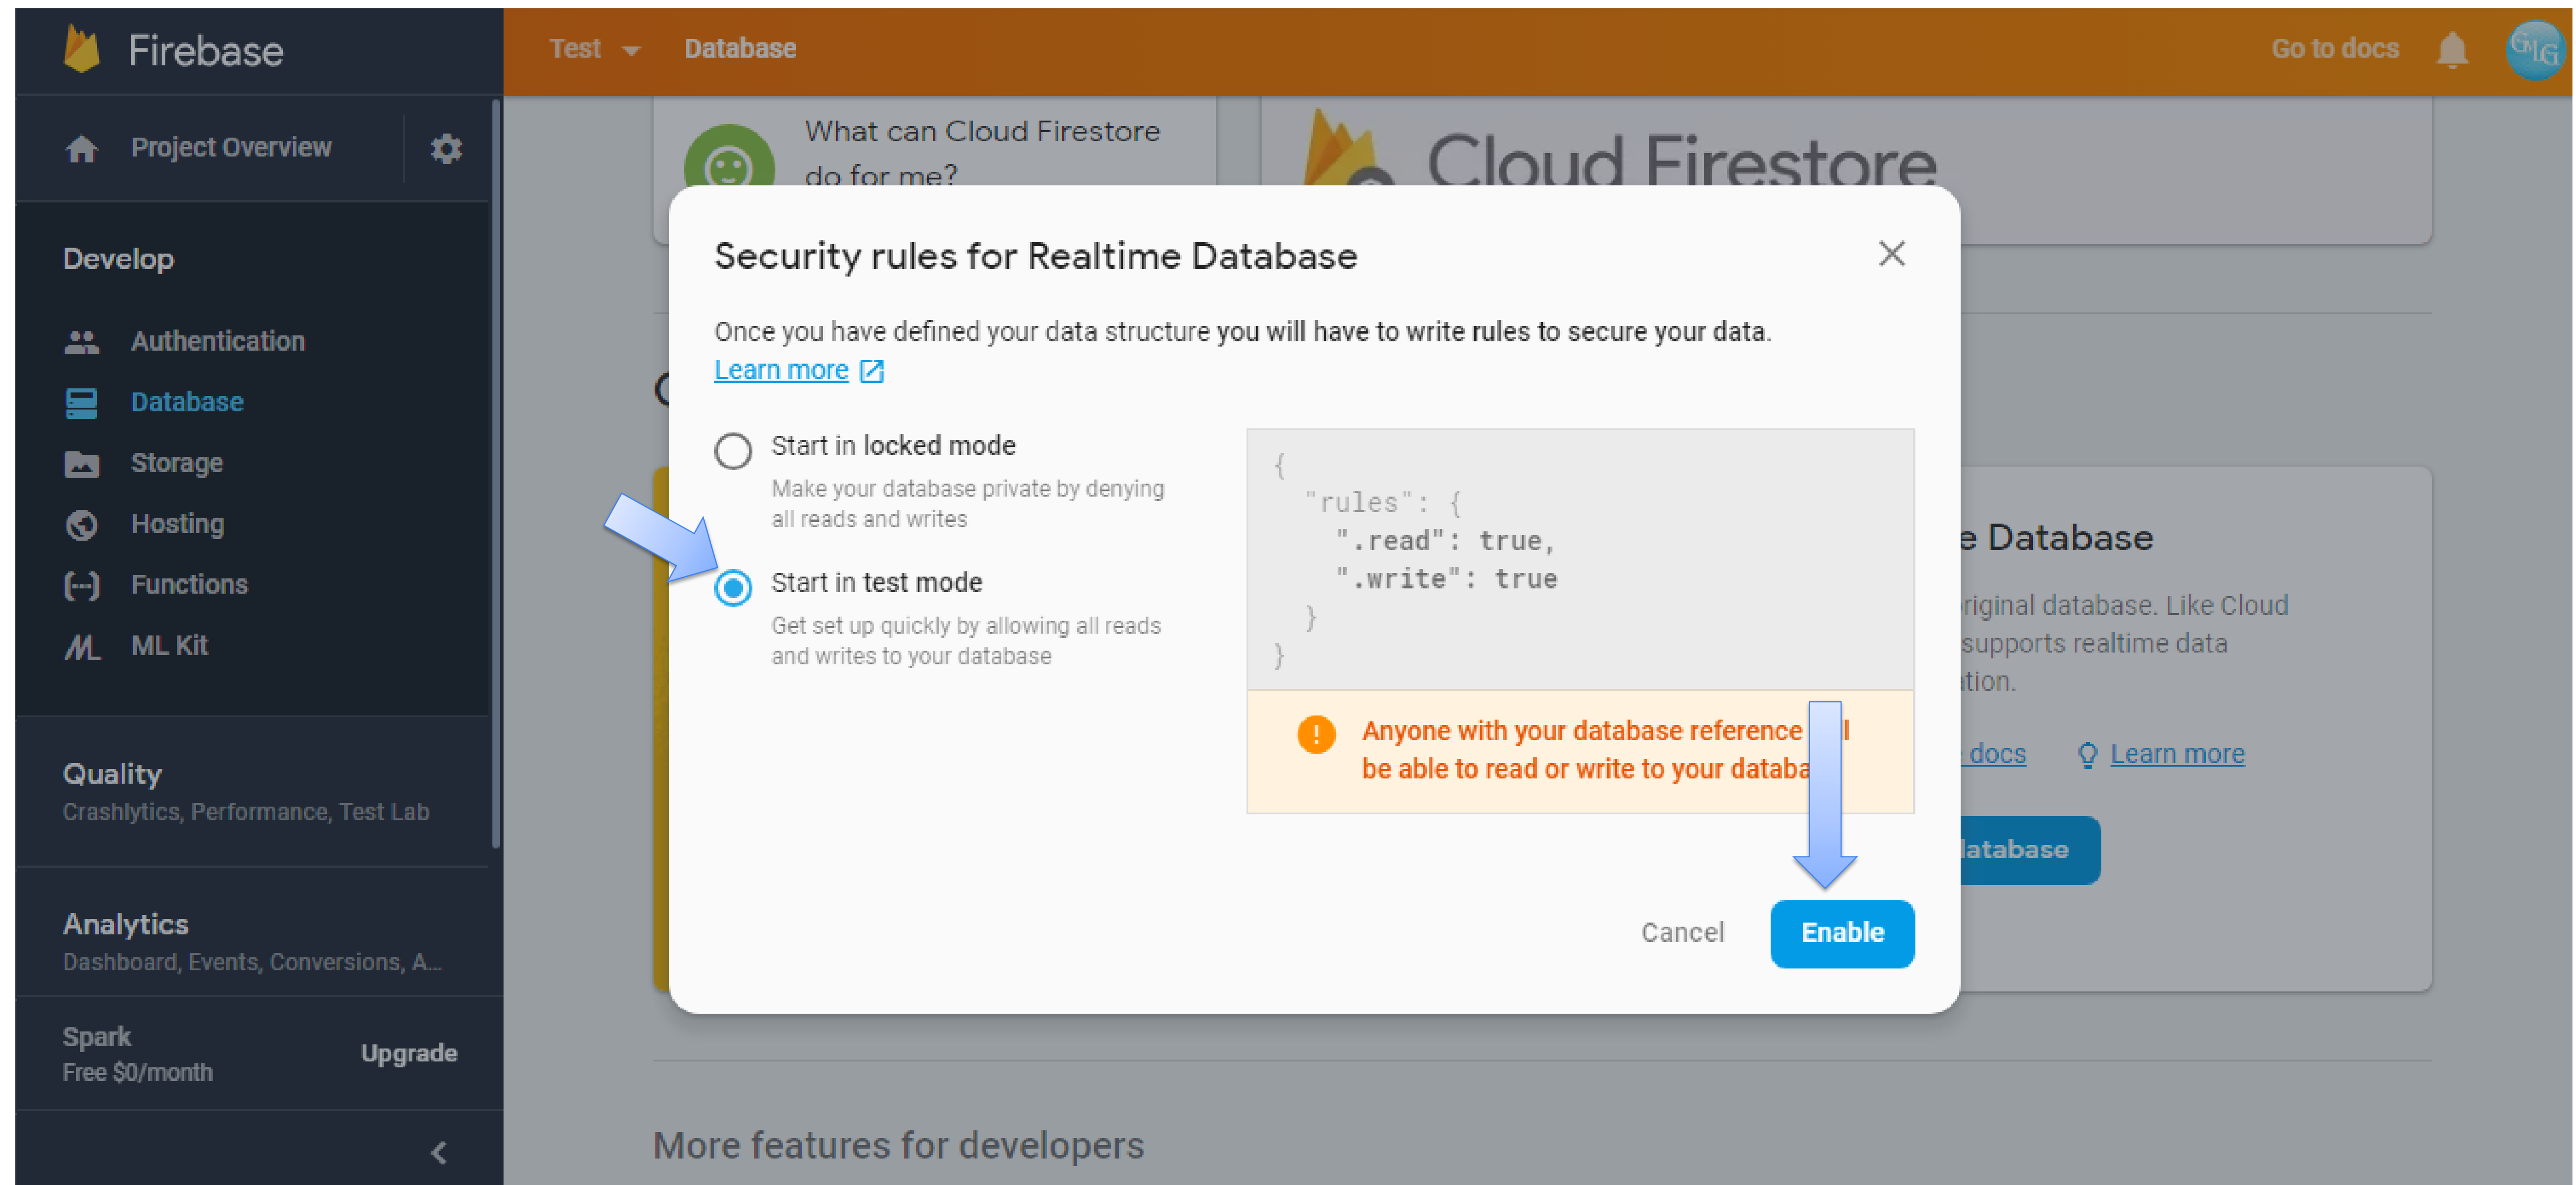 Firebase
Test
Database
Go to docs
GMLG
Project Overview
Develop
Authentication
Database
Storage
Hosting
Functions
ML Kit
Quality
Crashlytics, Performance, Test Lab
Analytics
Dashboard, Events, Conversions, A...
Spark
Free $0/month
Upgrade
What can Cloud Firestore
do for me?
Cloud Firestore
Security rules for Realtime Database
Once you have defined your data structure you will have to write rules to secure your data.
Learn more
Start in locked mode
Make your database private by denying
all reads and writes
Start in test mode
Get set up quickly by allowing all reads
and writes to your database
{
"rules": {
".read": true,
".write": true
}
}
Anyone with your database reference
be able to read or write to your databa
Cancel
Enable
e Database
original database. Like Cloud
supports realtime data
ation.
docs
Learn more
database
More features for developers